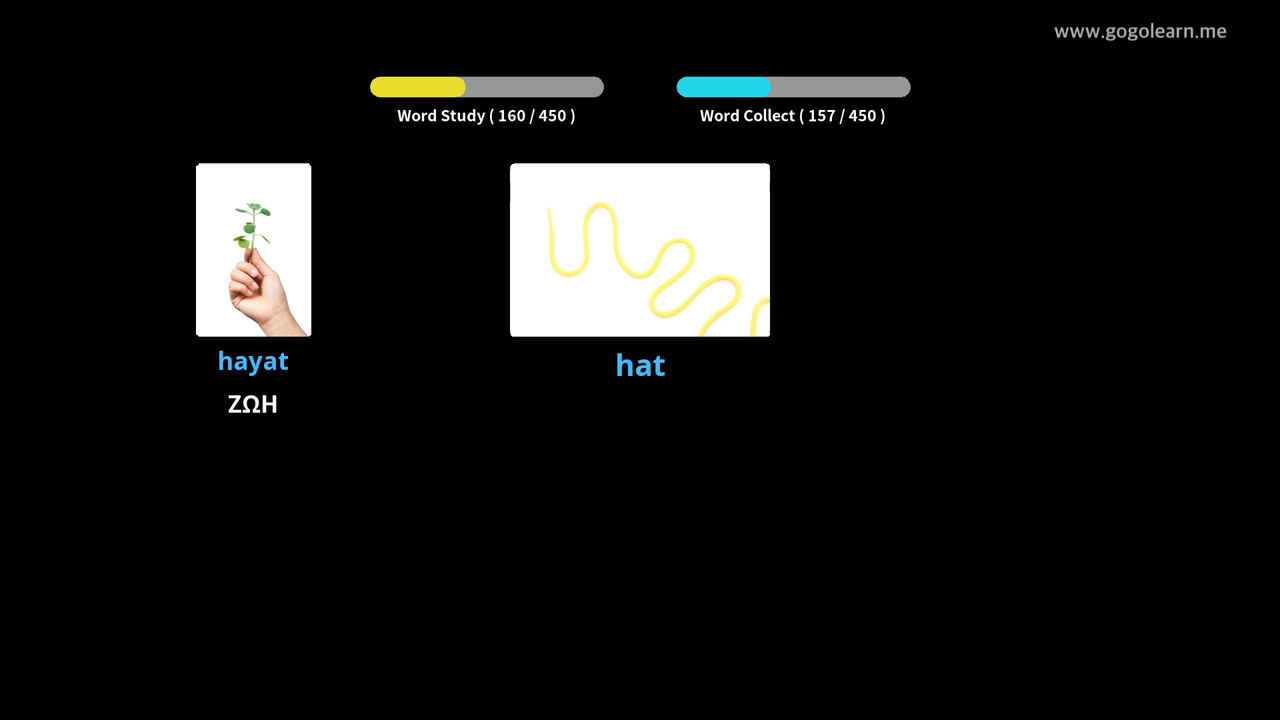 www.gogolearn.me
Word Study ( 160 / 450 )
Word Collect ( 157 / 450 )
hayat
ΖΩΗ
hat